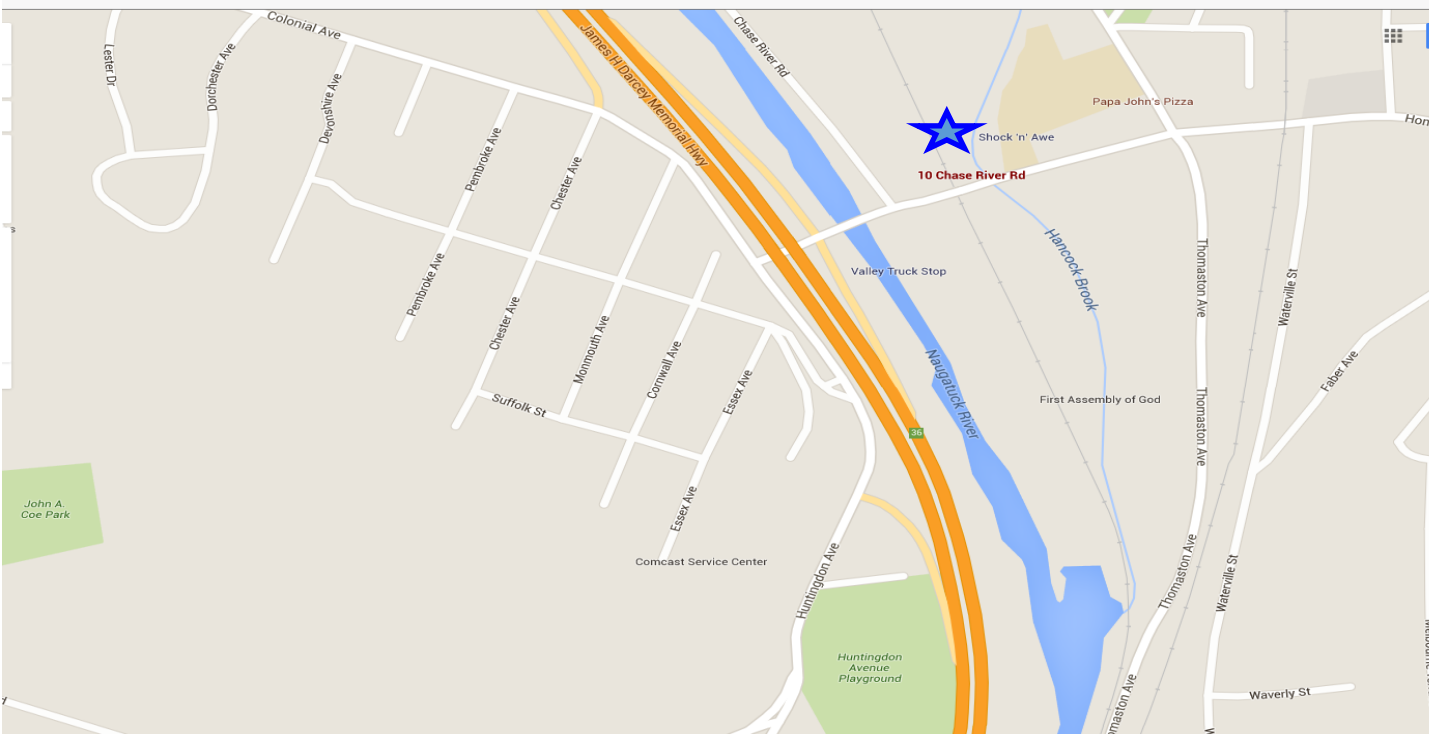 Colonial Ave
Lester Dr
Dorchester Ave
Devonshire Ave
James H Darcey Memorial Hwy
Chase River Rd
Papa John's Pizza
Shock 'n' Awe
Hom
10 Chase River Rd
Pembroke Ave
Chester Ave
s
Pembroke Ave
Chester Ave
Monmouth Ave
Cornwall Ave
Essex Ave
Suffolk St
Valley Truck Stop
Hancock Brook
Thomaston Ave
Waterville St
Naugatuck River
Faber Ave
First Assembly of God
Thomaston Ave
36
John A.
Coe Park
Essex Ave
Comcast Service Center
Huntingdon Ave
Thomaston Ave
Waterville St
Huntingdon
Avenue
Playground
Waverly St
omaston Ave
W